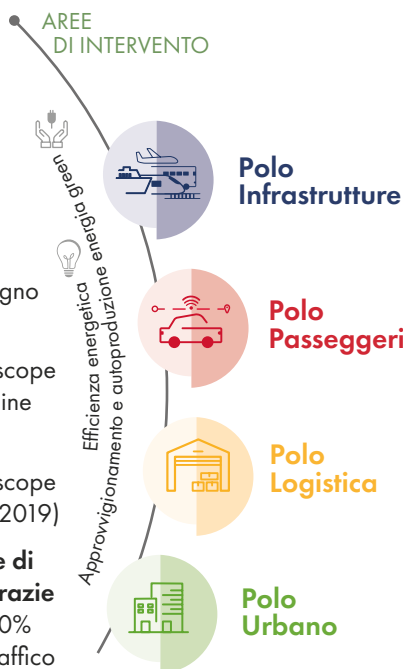 AREE
DI INTERVENTO
Approvvigionamento e autoproduzione energia green
Efficienza energetica
Polo
Infrastrutture
Polo
Passeggeri
Polo
Logistica
Polo
Urbano
egno
scope
ine
scope
2019)
e di
razie
0%
affico